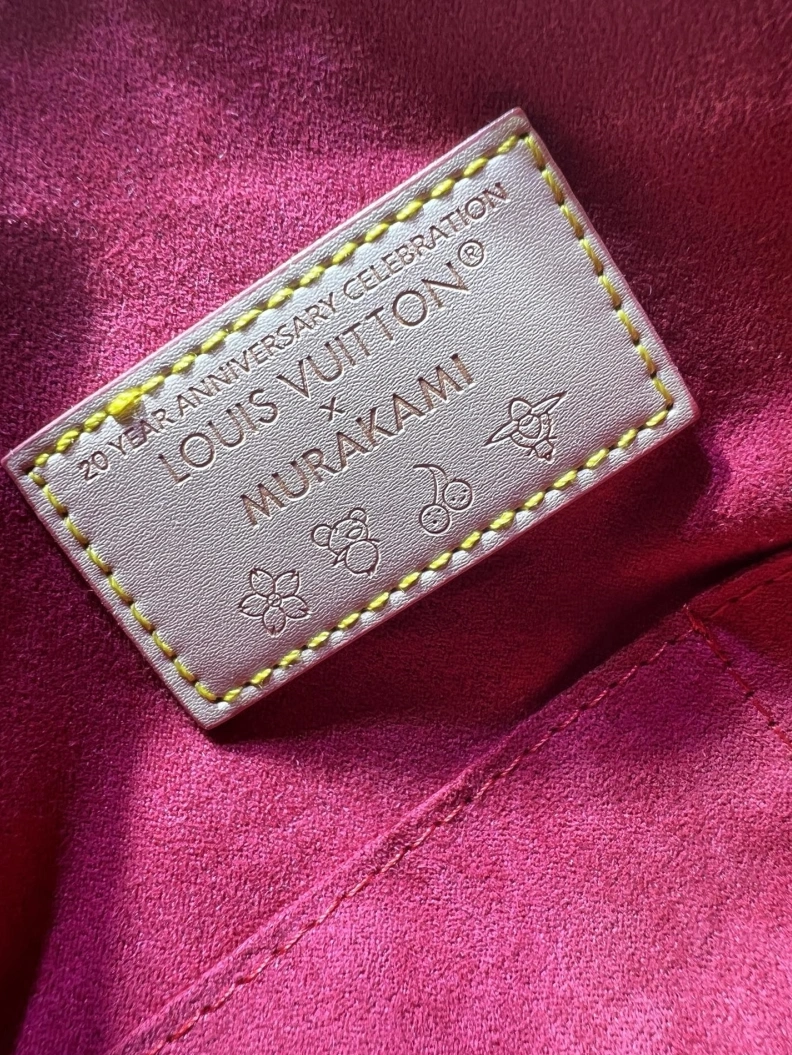 20 YEAR ANNIVERSARY CELEBRATION
LOUIS VUITTON®
×
MURAKAMI